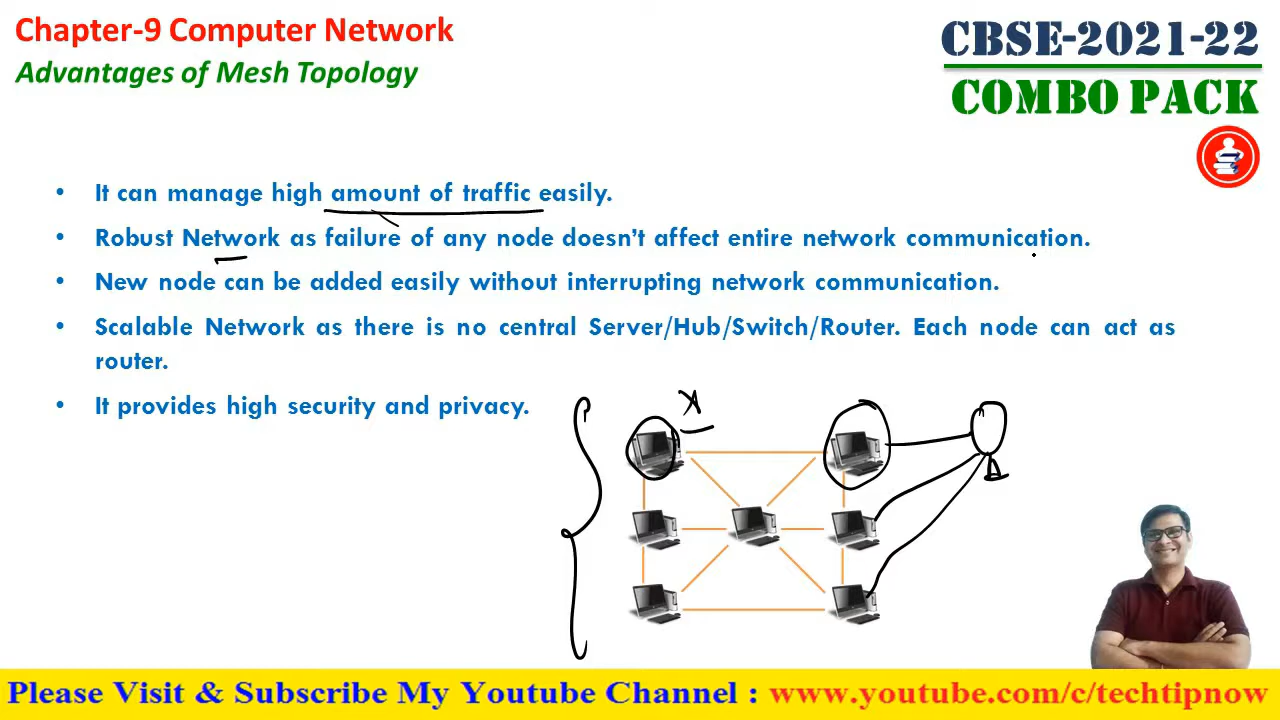 Chapter-9 Computer Network
Advantages of Mesh Topology
CBSE-2021-22
COMBO PACK
• It can manage high amount of traffic easily.
• Robust Network as failure of any node doesn't affect entire network communication.
• New node can be added easily without interrupting network communication.
• Scalable Network as there is no central Server/Hub/Switch/Router. Each node can act as
router.
• It provides high security and privacy.
Please Visit & Subscribe My Youtube Channel : www.youtube.com/c/techtipnow